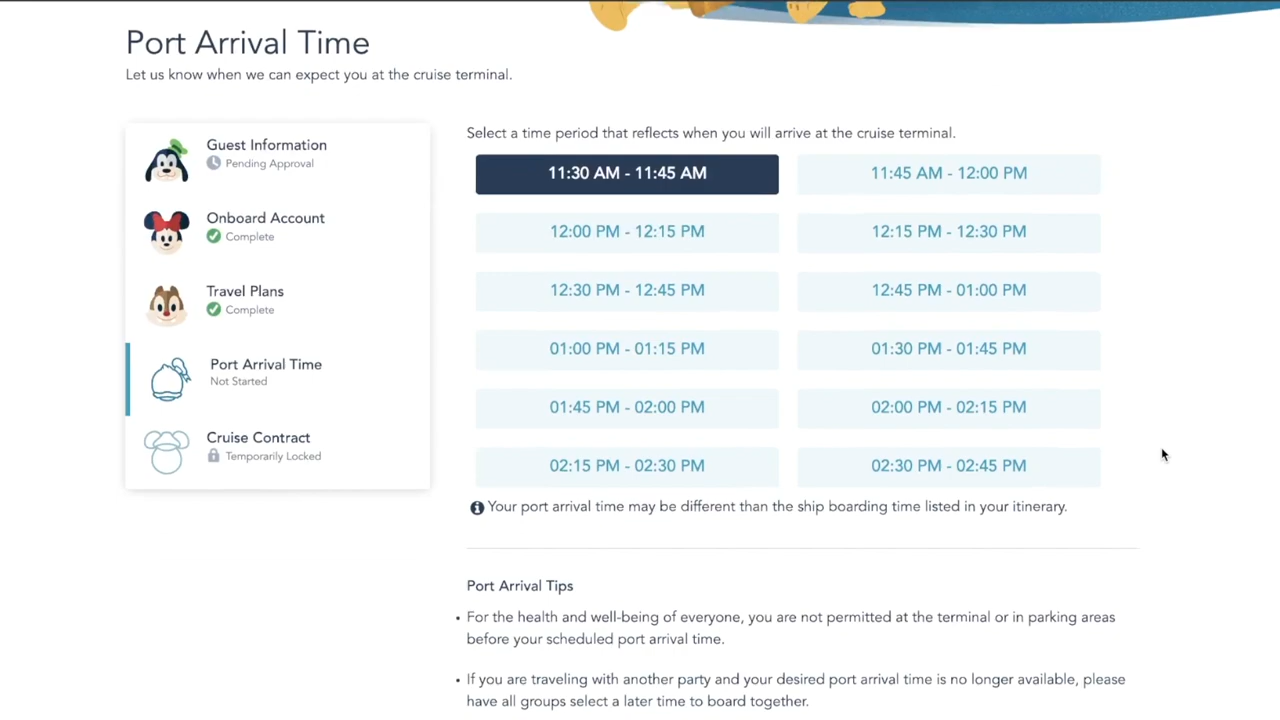 Port Arrival Time
Let us know when we can expect you at the cruise terminal.
Guest Information
Pending Approval
Onboard Account
Complete
Travel Plans
Complete
Port Arrival Time
Not Started
Cruise Contract
Temporarily Locked
Select a time period that reflects when you will arrive at the cruise terminal.
11:30 AM - 11:45 AM
11:45 AM - 12:00 PM
12:00 PM - 12:15 PM
12:15 PM - 12:30 PM
12:30 PM - 12:45 PM
12:45 PM - 01:00 PM
01:00 PM - 01:15 PM
01:30 PM - 01:45 PM
01:45 PM - 02:00 PM
02:00 PM - 02:15 PM
02:15 PM - 02:30 PM
02:30 PM - 02:45 PM
Your port arrival time may be different than the ship boarding time listed in your itinerary.
Port Arrival Tips
• For the health and well-being of everyone, you are not permitted at the terminal or in parking areas
before your scheduled port arrival time.
• If you are traveling with another party and your desired port arrival time is no longer available, please
have all groups select a later time to board together.